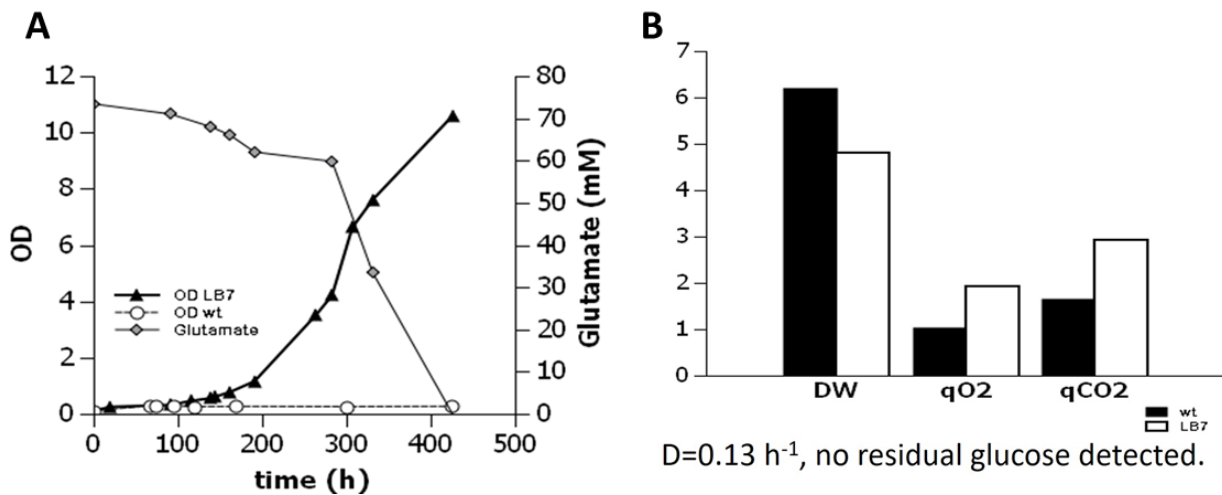 A
B
12
10
8
6
4
2
0
OD
80
70
60
50
40
30
20
10
0
Glutamate (mM)
OD LB7
OD wt
Glutamate
0 100 200 300 400 500
time (h)
7
6
5
4
3
2
1
0
DW qO2 qCO2
wt
LB7
D=0.13 h⁻¹, no residual glucose detected.